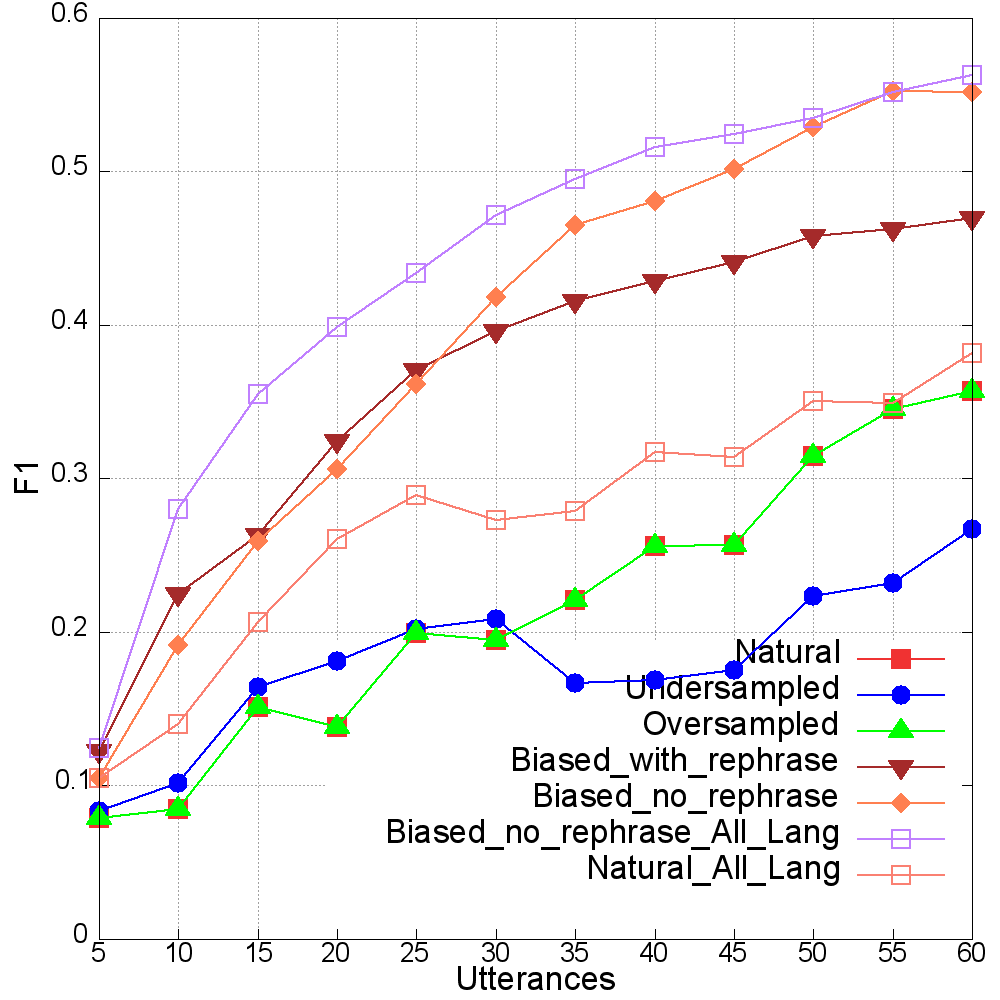 0.6
0.5
0.4
0.3
0.2
0.1
0
F1
Natural
Undersampled
Oversampled
Biased_with_rephrase
Biased_no_rephrase
Biased_no_rephrase_All_Lang
Natural_All_Lang
5 10 15 20 25 30 35 40 45 50 55 60
Utterances